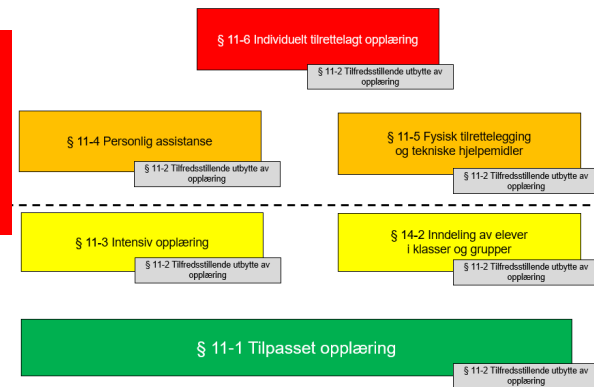 § 11-6 Individuelt tilrettelagt opplæring
§ 11-2 Tilfredsstillende utbytte av
opplæring
§ 11-4 Personlig assistanse
§ 11-2 Tilfredsstillende utbytte av
opplæring
§ 11-5 Fysisk tilrettelegging
og tekniske hjelpemidler
§ 11-2 Tilfredsstillende utbytte av
opplæring
§ 11-3 Intensiv opplæring
§ 11-2 Tilfredsstillende utbytte av
opplæring
§ 14-2 Inndeling av elever
i klasser og grupper
§ 11-2 Tilfredsstillende utbytte av
opplæring
§ 11-1 Tilpasset opplæring
§ 11-2 Tilfredsstillende utbytte av
opplæring